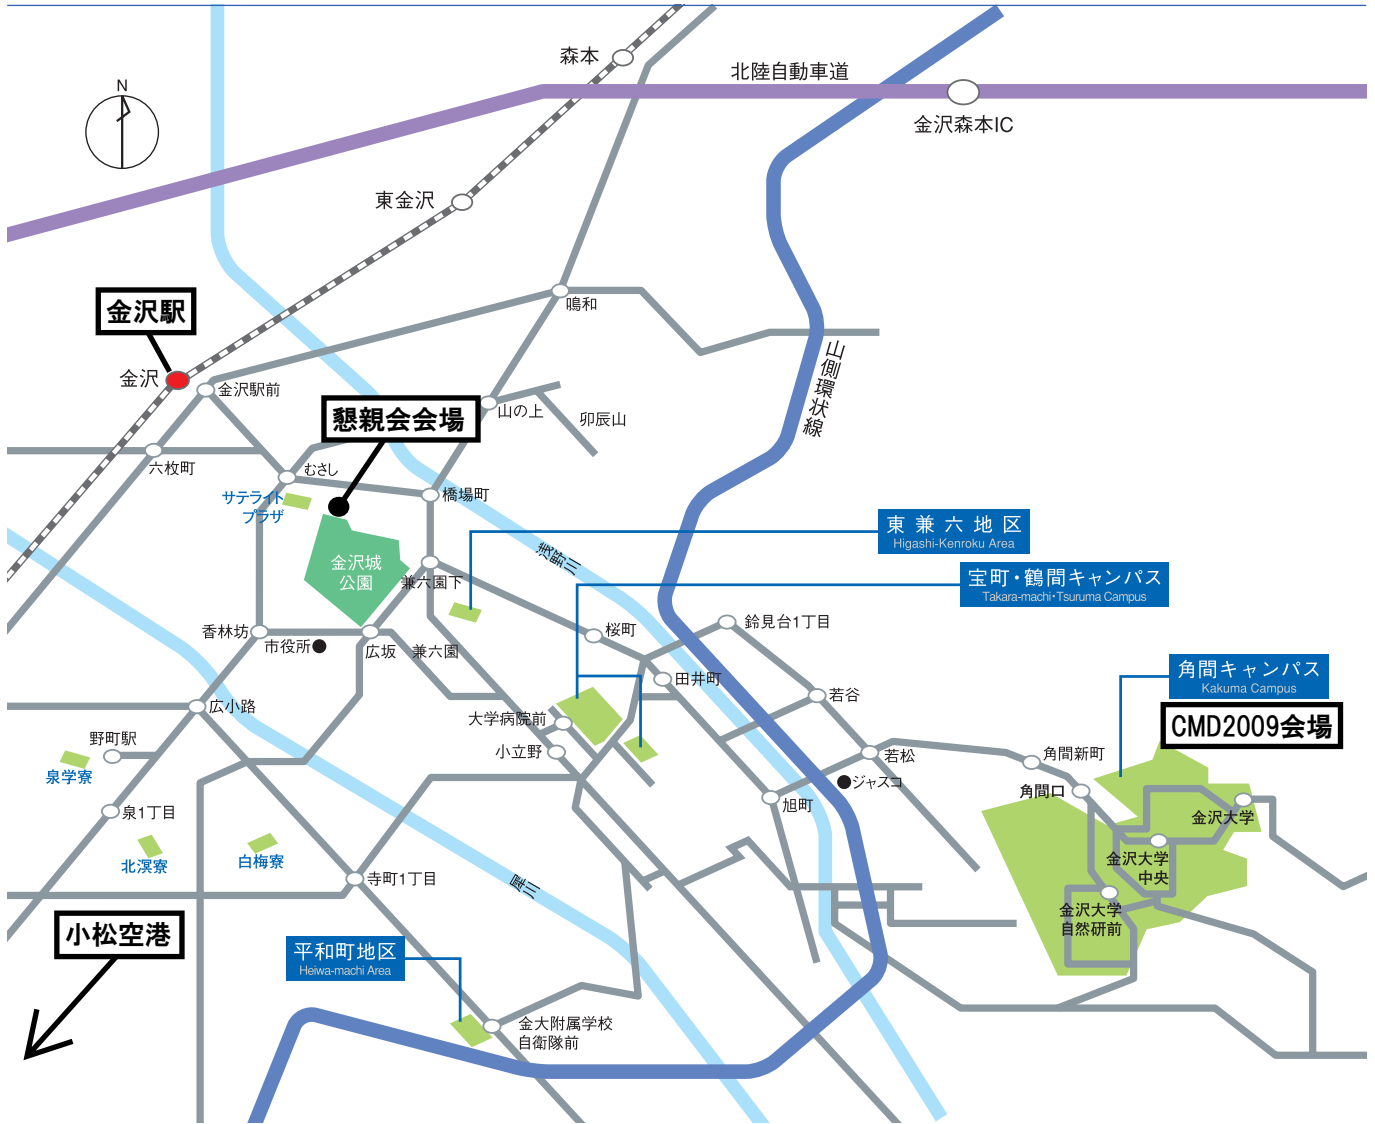 森本
北陸自動車道
N
金沢森本IC
東金沢
金沢駅
鳴和
山側環状線
金沢
金沢駅前
懇親会会場
山の上
卯辰山
六枚町
むさし
サテライト
プラザ
橋場町
東兼六地区
Higashi-Kenroku Area
浅野川
金沢城
公園
兼六園下
宝町・鶴間キャンパス
Takara-machi・Tsuruma Campus
香林坊
市役所
広坂
兼六園
桜町
鈴見台1丁目
田井町
角間キャンパス
Kakuma Campus
若谷
広小路
大学病院前
CMD2009会場
野町駅
小立野
若松
角間新町
泉学寮
ジャスコ
角間口
泉1丁目
旭町
金沢大学
北溟寮
白梅寮
金沢大学
中央
寺町1丁目
犀川
金沢大学
自然研前
小松空港
平和町地区
Heiwa-machi Area
金大附属学校
自衛隊前